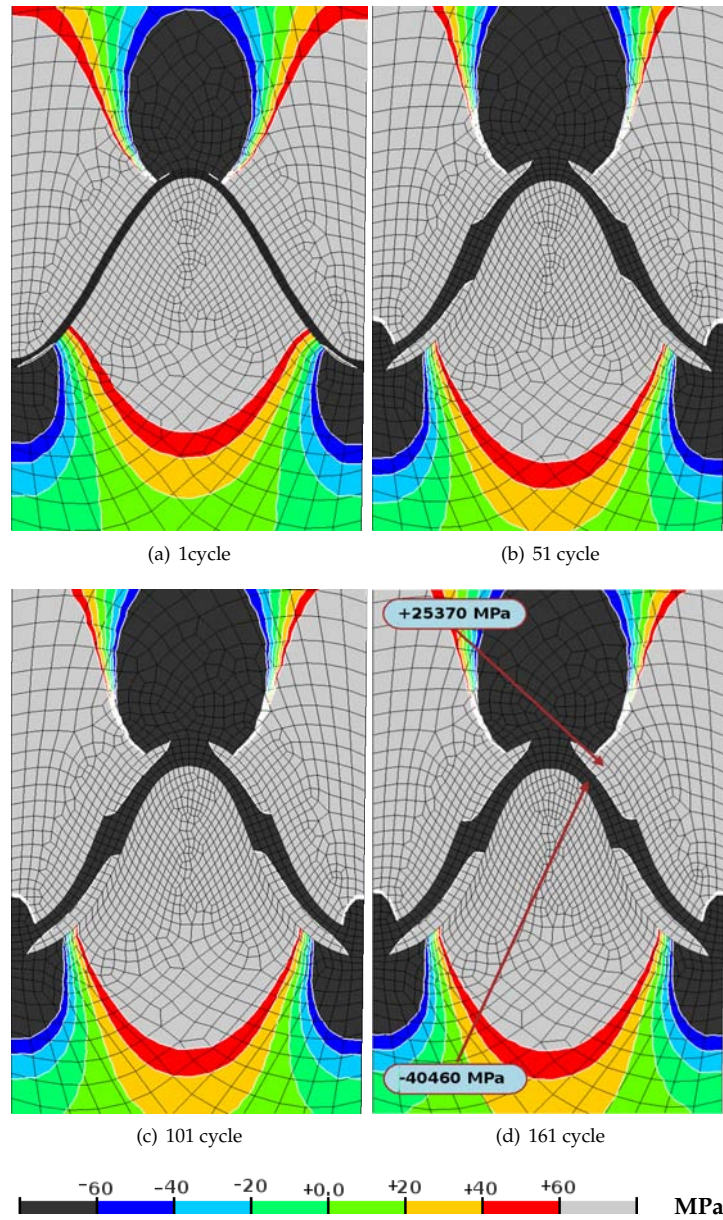 (a) 1cycle
(b) 51 cycle
+25370 MPa
-40460 MPa
(c) 101 cycle
(d) 161 cycle
-60 -40 -20 +0.0 +20 +40 +60 MPa